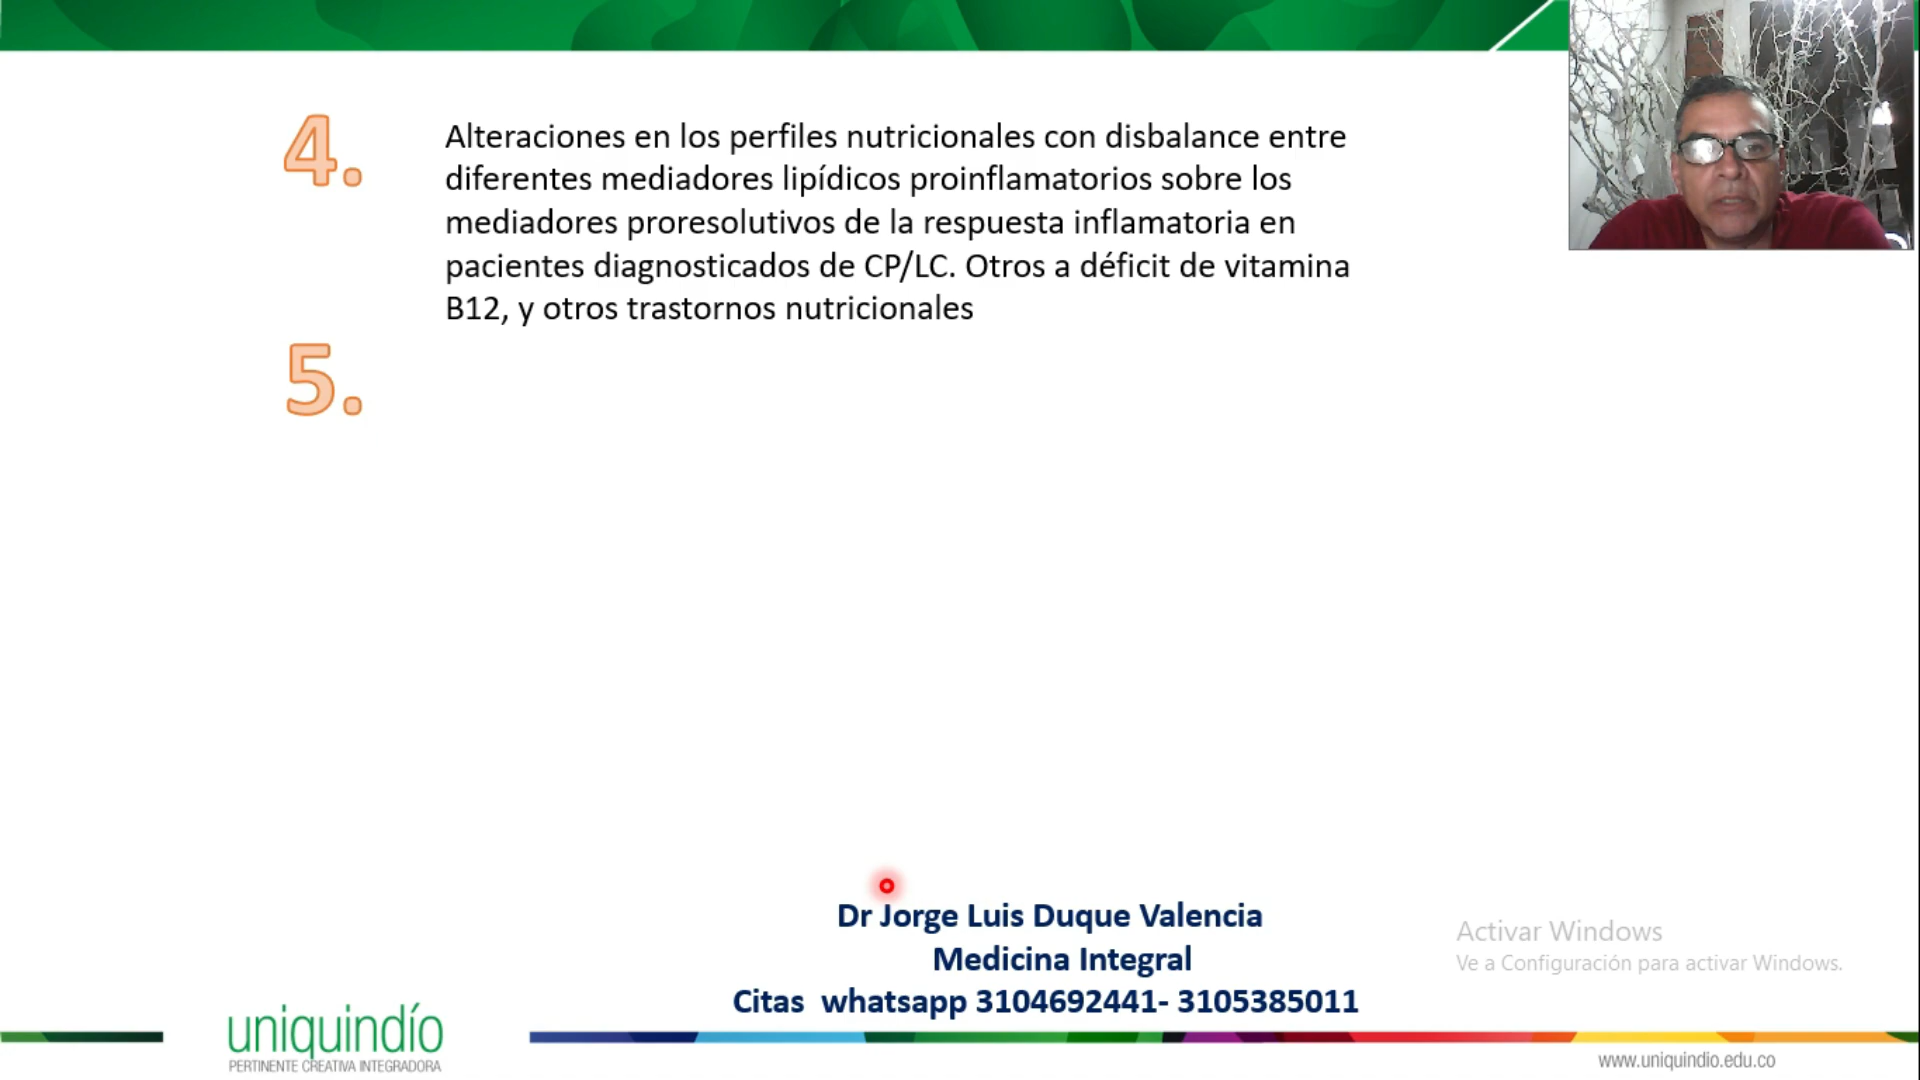 4.
Alteraciones en los perfiles nutricionales con disbalance entre
diferentes mediadores lipídicos proinflamatorios sobre los
mediadores proresolutivos de la respuesta inflamatoria en
pacientes diagnosticados de CP/LC. Otros a déficit de vitamina
B12, y otros trastornos nutricionales
5.
Dr Jorge Luis Duque Valencia
Medicina Integral
Citas  whatsapp 3104692441- 3105385011
Activar Windows
Ve a Configuración para activar Windows.
uniquindío
PERTINENTE CREATIVA INTEGRADORA
www.uniquindio.edu.co